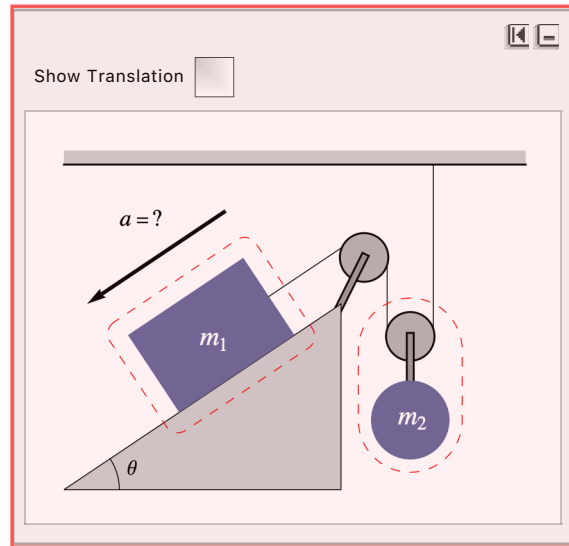 Show Translation
a = ?
m₁
m₂
θ